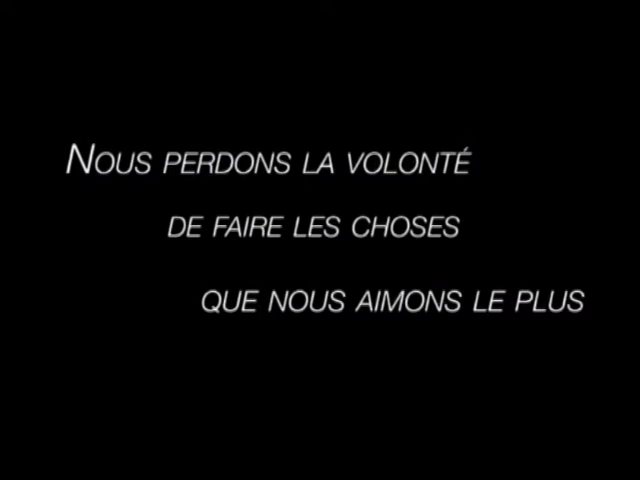 NOUS PERDONS LA VOLONTÉ
DE FAIRE LES CHOSES
QUE NOUS AIMONS LE PLUS